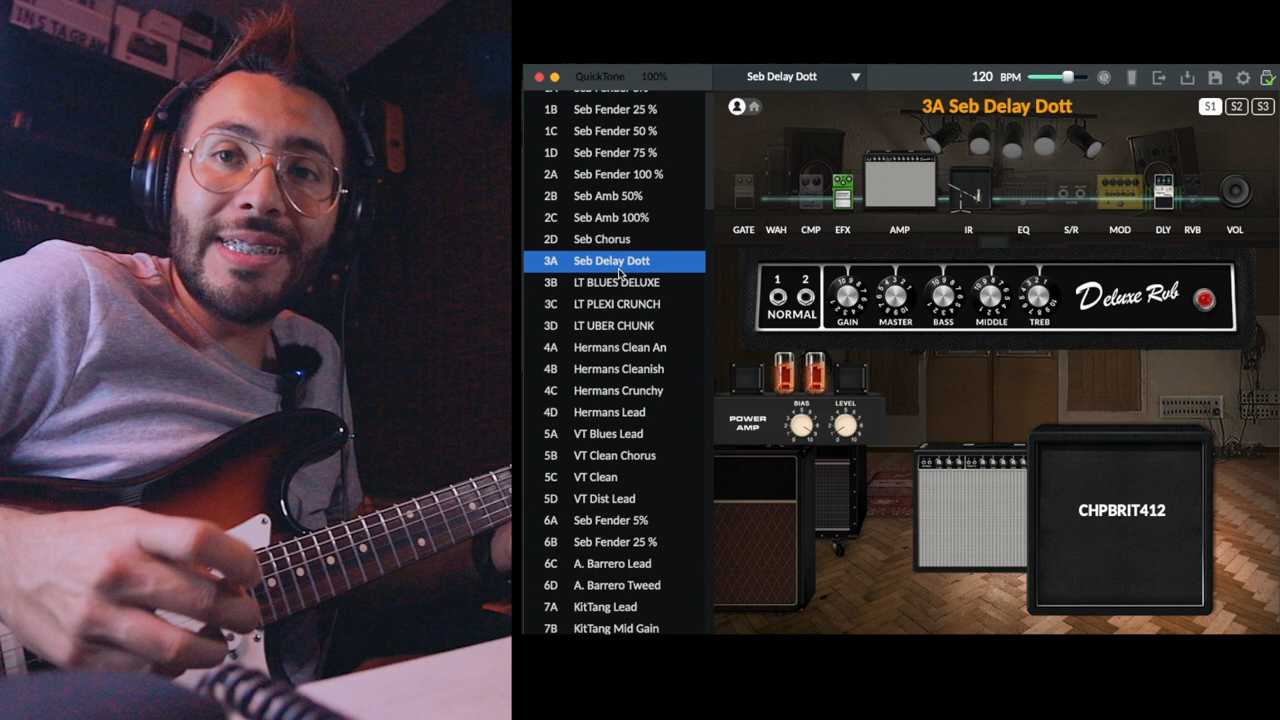 INSTAGRAM
QuickTone 100% Seb Delay Dott 120 BPM
3A Seb Delay Dott S1 S2 S3
1B Seb Fender 25 %
1C Seb Fender 50 %
1D Seb Fender 75 %
2A Seb Fender 100 %
2B Seb Amb 50%
2C Seb Amb 100%
2D Seb Chorus
3A Seb Delay Dott
3B LT BLUES DELUXE
3C LT PLEXI CRUNCH
3D LT UBER CHUNK
4A Hermans Clean An
4B Hermans Cleanish
4C Hermans Crunchy
4D Hermans Lead
5A VT Blues Lead
5B VT Clean Chorus
5C VT Clean
5D VT Dist Lead
6A Seb Fender 5%
6B Seb Fender 25 %
6C A. Barrero Lead
6D A. Barrero Tweed
7A KitTang Lead
7B KitTang Mid Gain
GATE WAH CMP EFX AMP IR EQ S/R MOD DLY RVB VOL
1 2
NORMAL
GAIN MASTER BASS MIDDLE TREB
Deluxe Rvb
POWER
AMP
BIAS LEVEL
CHPBRIT412